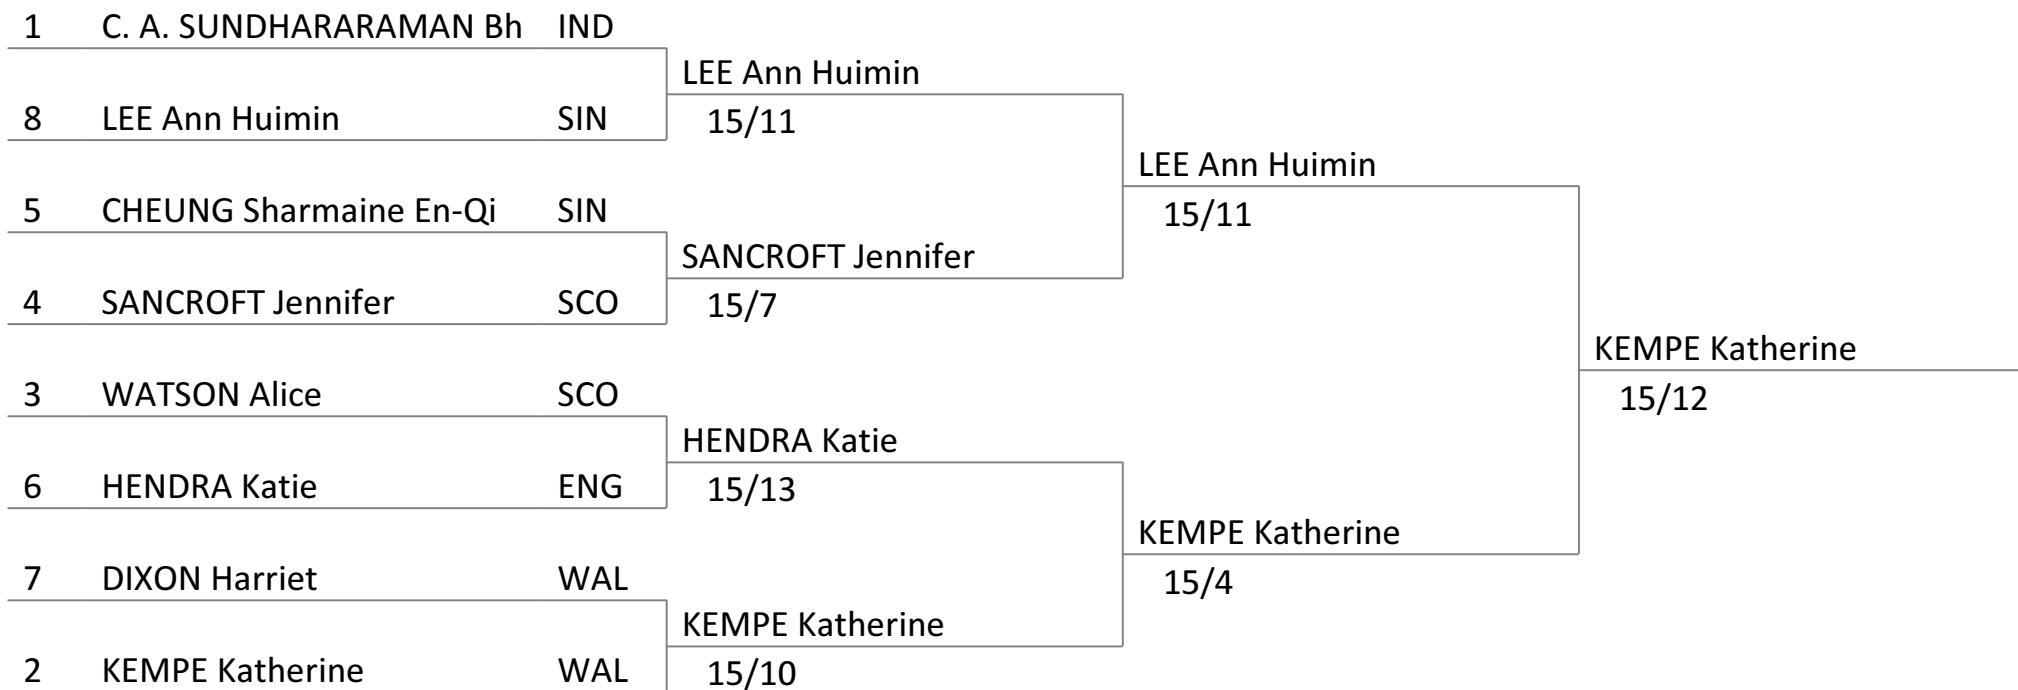 1 C. A. SUNDHARARAMAN Bh IND
LEE Ann Huimin
8 LEE Ann Huimin SIN 15/11
LEE Ann Huimin
5 CHEUNG Sharmaine En-Qi SIN 15/11
SANCROFT Jennifer
4 SANCROFT Jennifer SCO 15/7
KEMPE Katherine
3 WATSON Alice SCO 15/12
HENDRA Katie
6 HENDRA Katie ENG 15/13
KEMPE Katherine
7 DIXON Harriet WAL 15/4
KEMPE Katherine
2 KEMPE Katherine WAL 15/10